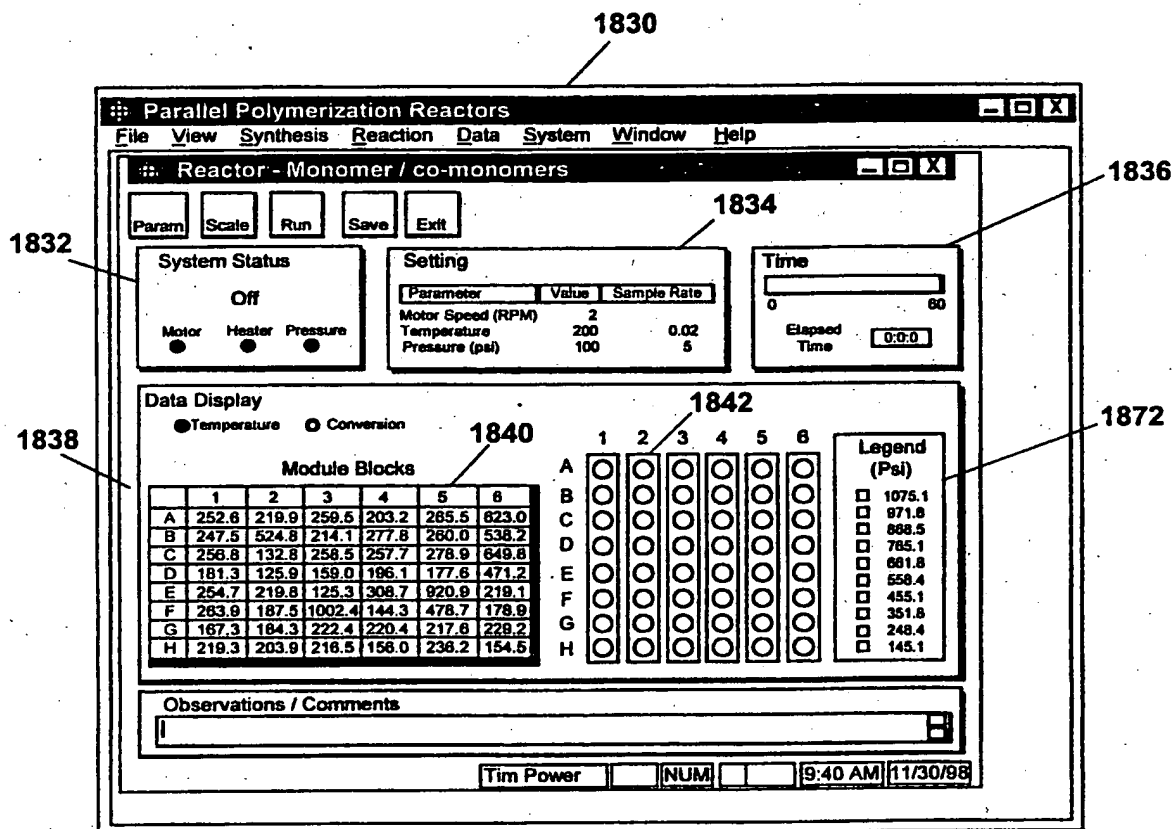 1830
Parallel Polymerization Reactors
File View Synthesis Reaction Data System Window Help
Reactor - Monomer / co-monomers
1836
Param Scale Run Save Exit
1834
1832
System Status
Off
Motor Heater Pressure
Setting
Parameter Value Sample Rate
Motor Speed (RPM) 2
Temperature 200 0.02
Pressure (psi) 100 5
Time
0 60
Elapsed Time 0:0:0
Data Display
Temperature Conversion
1838
1840
1842
1872
Module Blocks
1 2 3 4 5 6
A 252.6 219.9 259.5 203.2 265.5 623.0
B 247.5 524.8 214.1 277.8 260.0 538.2
C 256.8 132.8 258.5 257.7 278.9 649.8
D 181.3 125.9 159.0 196.1 177.6 471.2
E 254.7 219.8 125.3 308.7 920.9 219.1
F 263.9 187.5 1002.4 144.3 478.7 178.9
G 167.3 184.3 222.4 220.4 217.6 229.2
H 219.3 203.9 216.5 156.0 236.2 154.5
1 2 3 4 5 6
A
B
C
D
E
F
G
H
Legend
(Psi)
1075.1
971.8
868.5
765.1
661.8
558.4
455.1
351.8
248.4
145.1
Observations / Comments
Tim Power NUM 9:40 AM 11/30/98